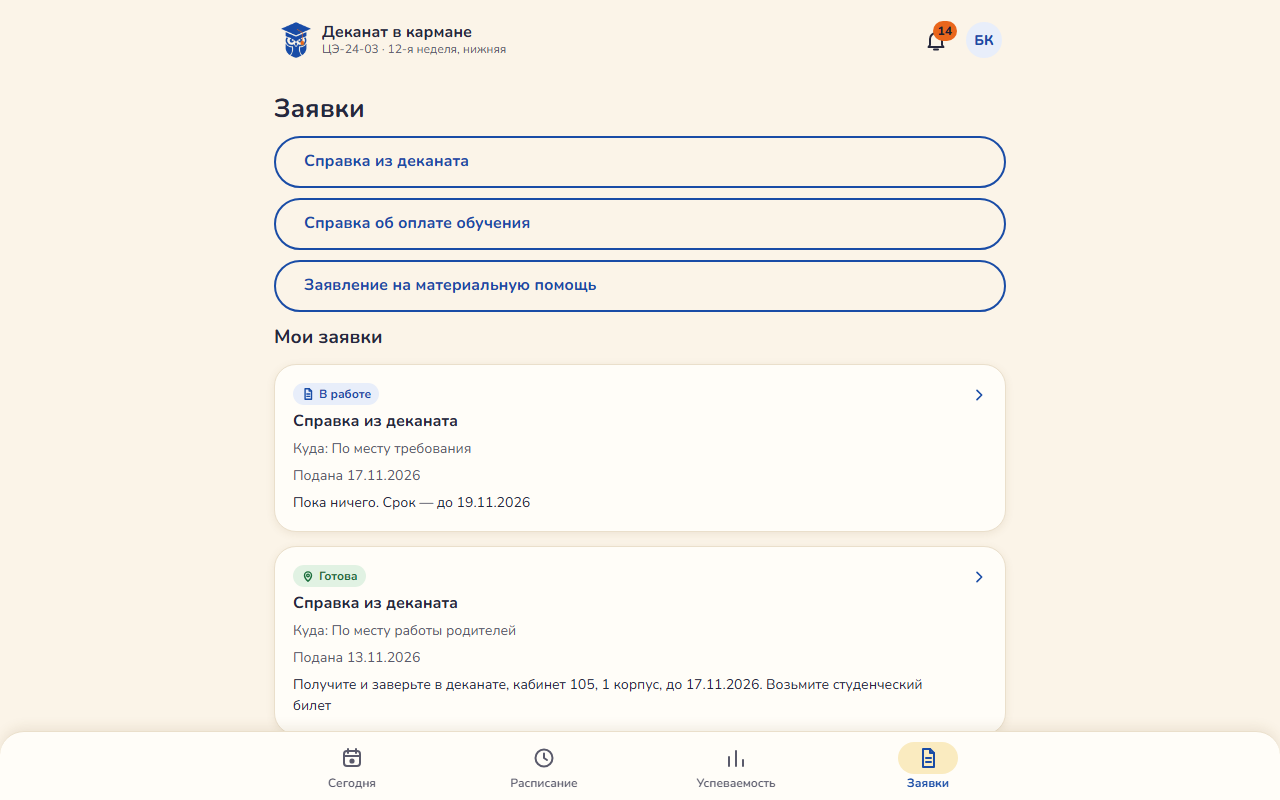 Деканат в кармане
ЦЭ-24-03 · 12-я неделя, нижняя
14
БК
Заявки
Справка из деканата
Справка об оплате обучения
Заявление на материальную помощь
Мои заявки
В работе
Справка из деканата
Куда: По месту требования
Подана 17.11.2026
Пока ничего. Срок — до 19.11.2026
Готова
Справка из деканата
Куда: По месту работы родителей
Подана 13.11.2026
Получите и заверьте в деканате, кабинет 105, 1 корпус, до 17.11.2026. Возьмите студенческий
билет
Сегодня
Расписание
Успеваемость
Заявки